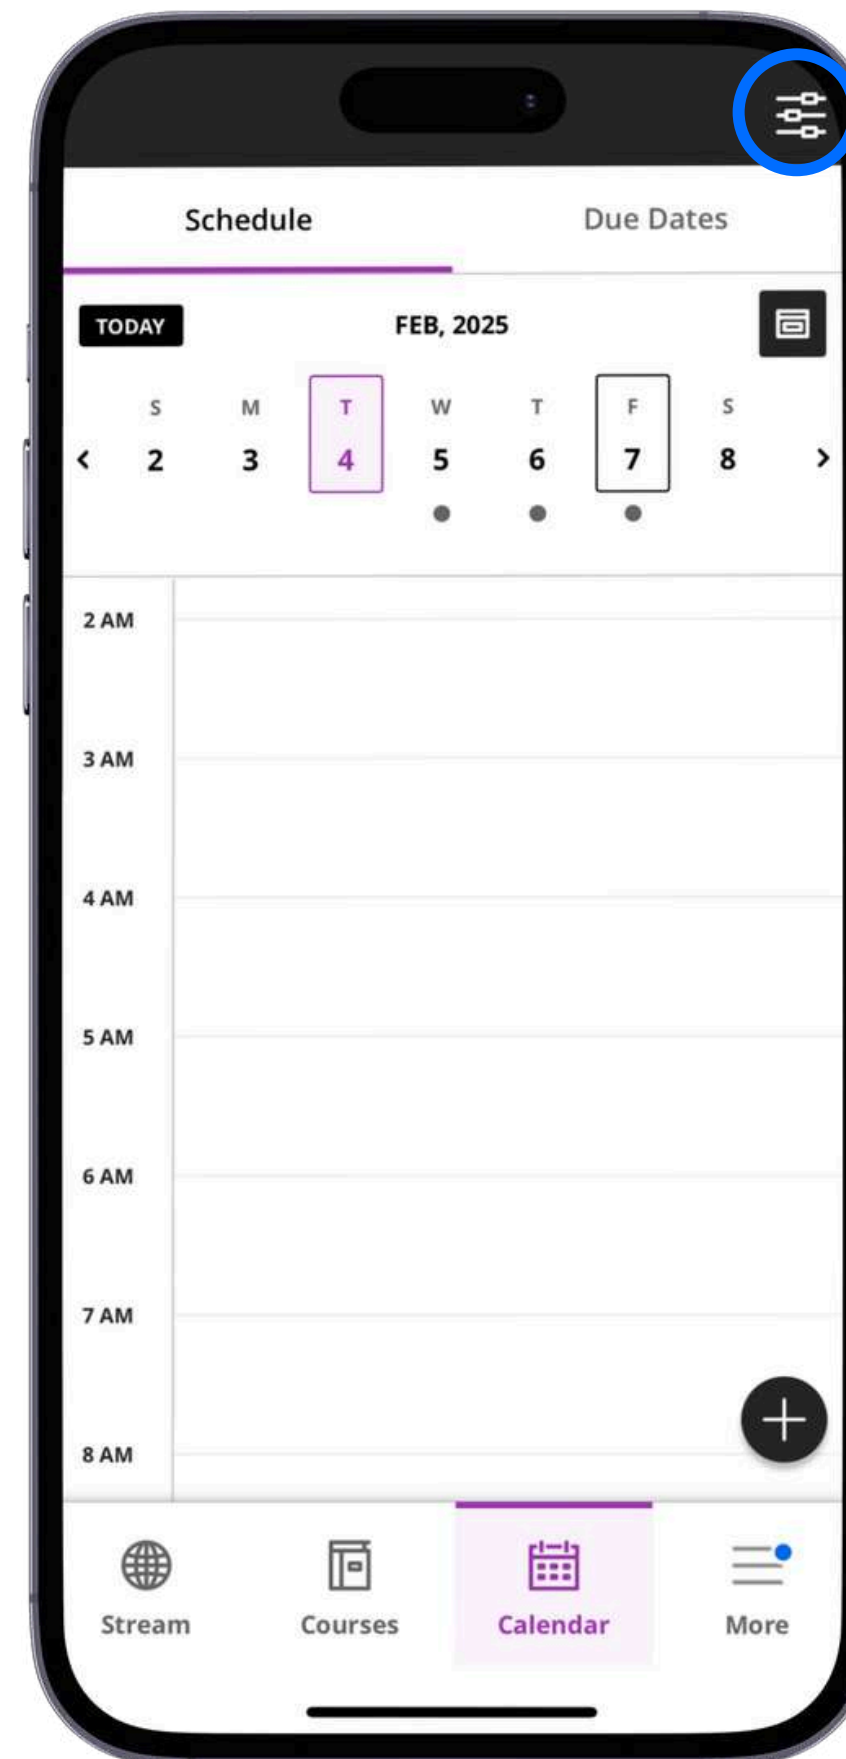 Schedule Due Dates
TODAY FEB, 2025
S M T W T F S
2 3 4 5 6 7 8
2 AM
3 AM
4 AM
5 AM
6 AM
7 AM
8 AM
Stream Courses Calendar More